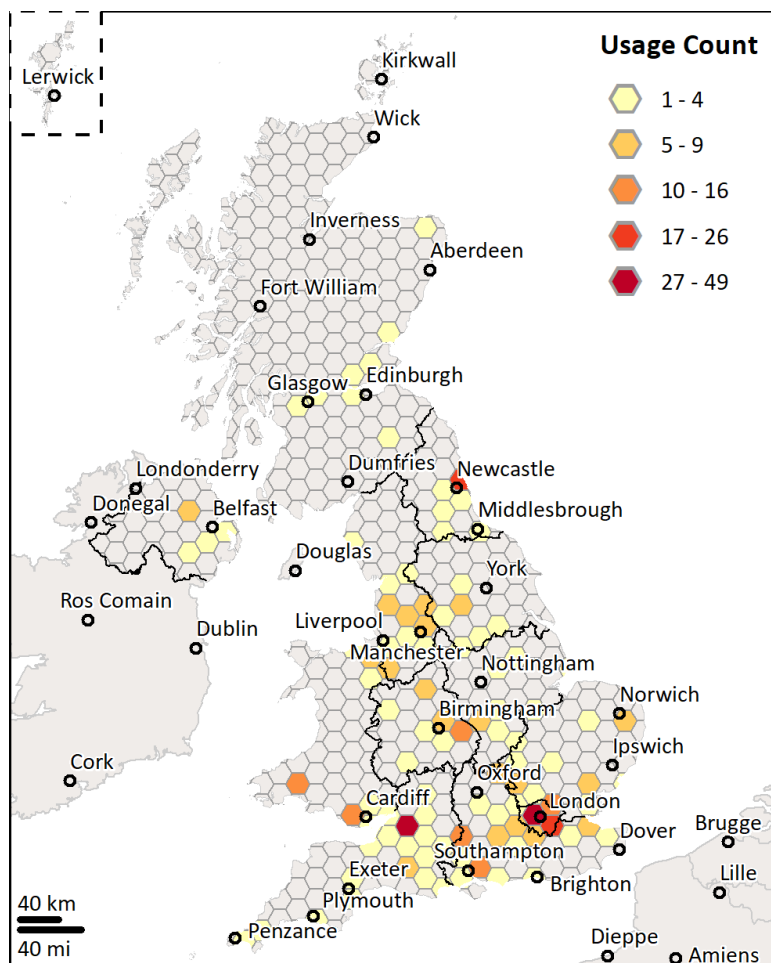 Usage Count
1 - 4
5 - 9
10 - 16
17 - 26
27 - 49
Lerwick
Kirkwall
Wick
Inverness
Aberdeen
Fort William
Glasgow
Edinburgh
Dumfries
Newcastle
Londonderry
Donegal
Belfast
Middlesbrough
Douglas
York
Ros Comain
Liverpool
Dublin
Manchester
Nottingham
Birmingham
Norwich
Ipswich
Cork
Oxford
Cardiff
London
Dover
Brugge
Southampton
Exeter
Brighton
Lille
Plymouth
Penzance
Dieppe
Amiens
40 km
40 mi